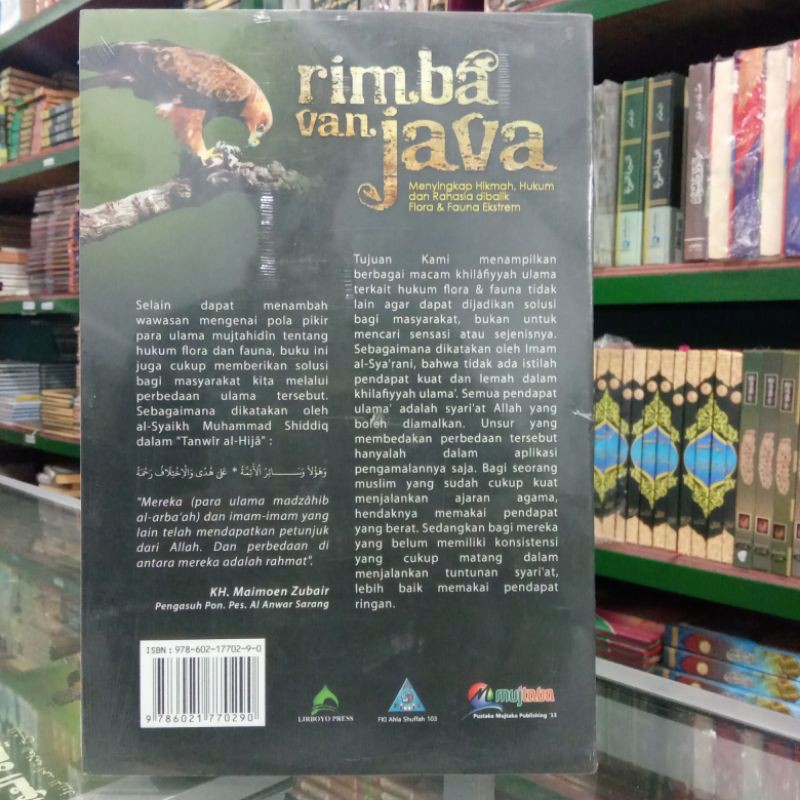 rimba
van java
Menyingkap Hikmah, Hukum
dan Rahasia dibalik
Flora & Fauna Ekstrem
Selain dapat menambah
wawasan mengenai pola pikir
para ulama mujtahidîn tentang
hukum flora dan fauna, buku ini
juga cukup memberikan solusi
bagi masyarakat kita melalui
perbedaan ulama tersebut.
Sebagaimana dikatakan oleh
al-Syaikh Muhammad Shiddiq
dalam "Tanwîr al-Hijâ" :
وَهَؤُلَا وَسَائِرُ الْأَئِمَّةْ * عَلَى هُدًى وَالْاِخْتِلَافُ رَحْمَةْ
"Mereka (para ulama madzâhib
al-arba'ah) dan imam-imam yang
lain telah mendapatkan petunjuk
dari Allah. Dan perbedaan di
antara mereka adalah rahmat".
KH. Maimoen Zubair
Pengasuh Pon. Pes. Al Anwar Sarang
Tujuan Kami menampilkan
berbagai macam khilâfiyyah ulama
terkait hukum flora & fauna tidak
lain agar dapat dijadikan solusi
bagi masyarakat, bukan untuk
mencari sensasi atau sejenisnya.
Sebagaimana dikatakan oleh Imam
al-Sya'rani, bahwa tidak ada istilah
pendapat kuat dan lemah dalam
khilafiyyah ulama'. Semua pendapat
ulama' adalah syari'at Allah yang
boleh diamalkan. Unsur yang
membedakan perbedaan tersebut
hanyalah dalam aplikasi
pengamalannya saja. Bagi seorang
muslim yang sudah cukup kuat
menjalankan ajaran agama,
hendaknya memakai pendapat
yang berat. Sedangkan bagi mereka
yang belum memiliki konsistensi
yang cukup matang dalam
menjalankan tuntunan syari'at,
lebih baik memakai pendapat
ringan.
ISBN : 978-602-17702-9-0
9 786021 770290
LIRBOYO PRESS
FKI Ahla Shuffah 103
mujtaba
Pustaka Mujtaba Publishing '13